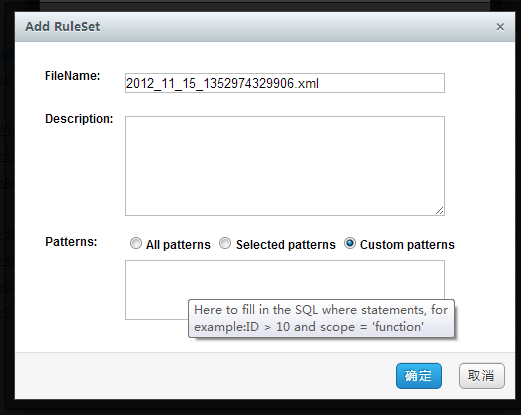 Add RuleSet ×
FileName: 2012_11_15_1352974329906.xml
Description:
Patterns: All patterns Selected patterns Custom patterns
Here to fill in the SQL where statements, for
example:ID > 10 and scope = 'function'
确定 取消